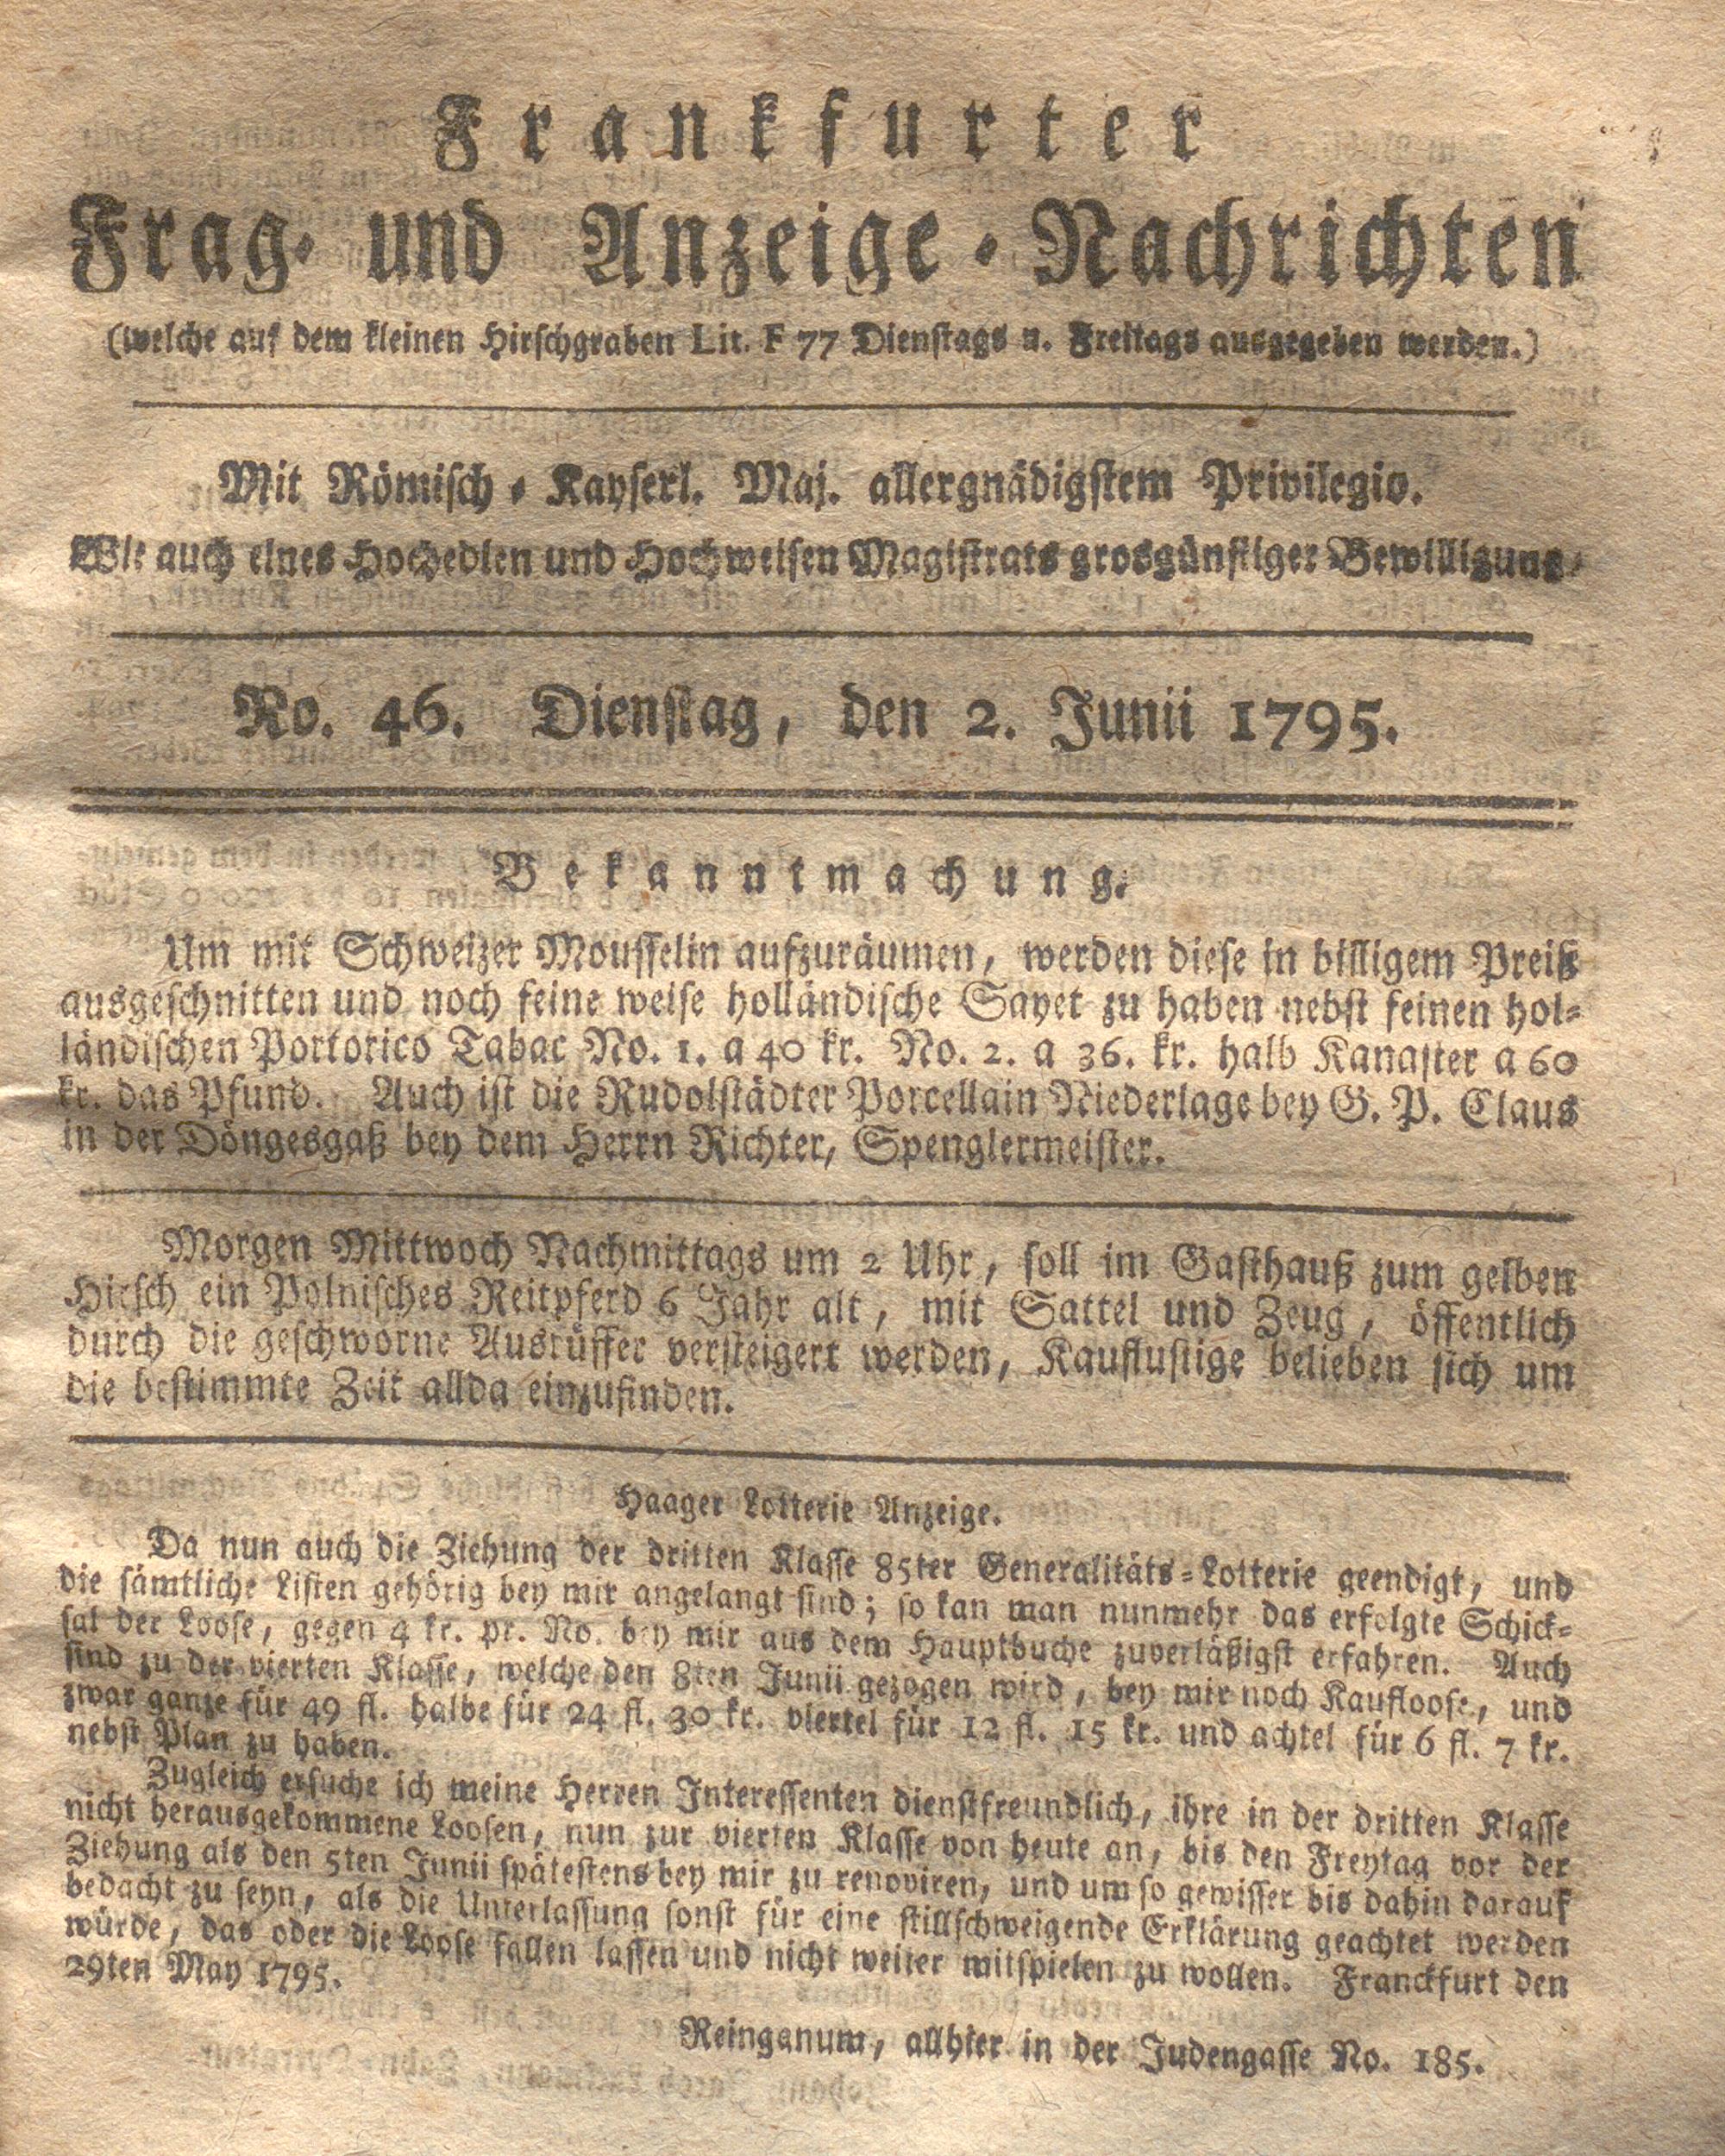 Frankfurter
Frag- und Anzeige-Nachrichten
(welche auf dem kleinen Hirschgraben Lit. F 77 Dienstags u. Freitags ausgegeben werden.)
Mit Römisch-Kayserl. Maj. allergnädigstem Privilegio.
Wie auch eines Hochedlen und Hochweisen Magistrats grosgünstiger Bewilligung.
No. 46. Dienstag, den 2. Junii 1795.
Bekanntmachung.
Um mit Schweizer Mousselin aufzuräumen, werden diese in billigem Preiß
ausgeschnitten und noch feine weise holländische Sayet zu haben nebst feinen hol-
ländischen Portorico Tabac No. 1. a 40 kr. No. 2. a 36. kr. halb Kanaster a 60
kr. das Pfund. Auch ist die Rudolstädter Porcellain Niederlage bey G. P. Claus
in der Döngesgaß bey dem Herrn Richter, Spenglermeister.
Morgen Mittwoch Nachmittags um 2 Uhr, soll im Gasthauß zum gelben
Hirsch ein Polnisches Reitpferd 6 Jahr alt, mit Sattel und Zeug, öffentlich
durch die geschworne Ausrüffer versteigert werden, Kauflustige belieben sich um
die bestimmte Zeit allda einzufinden.
Haager Lotterie Anzeige.
Da nun auch die Ziehung der dritten Klasse 85ter Generalitäts-Lotterie geendigt, und
die sämtliche Listen gehörig bey mir angelangt sind; so kan man nunmehr das erfolgte Schick-
sal der Loose, gegen 4 kr. pr. No. bey mir aus dem Hauptbuche zuverläßigst erfahren. Auch
sind zu der vierten Klasse, welche den 8ten Junii gezogen wird, bey mir noch Kaufloose, und
zwar ganze für 49 fl. halbe für 24 fl. 30 kr. viertel für 12 fl. 15 kr. und achtel für 6 fl. 7 kr.
nebst Plan zu haben.
Zugleich ersuche ich meine Herren Interessenten dienstfreundlich, ihre in der dritten Klasse
nicht herausgekommene Loosen, nun zur vierten Klasse von heute an, bis den Freytag vor der
Ziehung als den 5ten Junii spätestens bey mir zu renoviren, und um so gewisser bis dahin darauf
bedacht zu seyn, als die Unterlassung sonst für eine stillschweigende Erklärung geachtet werden
würde, das oder die Loose fallen lassen und nicht weiter mitspielen zu wollen. Franckfurt den
29ten May 1795.
Reinganum, allhier in der Judengasse No. 185.